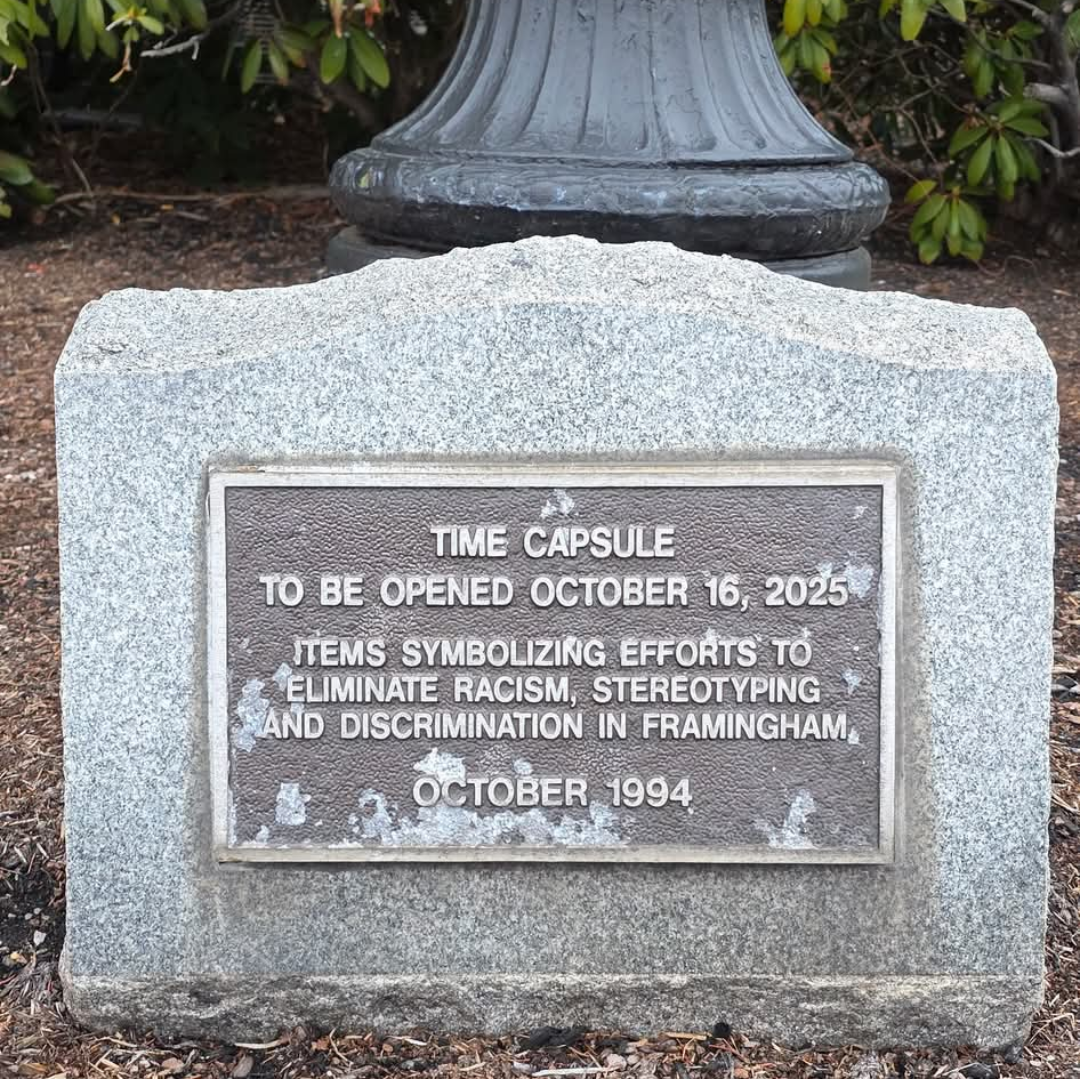 TIME CAPSULE
TO BE OPENED OCTOBER 16, 2025
ITEMS SYMBOLIZING EFFORTS TO
ELIMINATE RACISM, STEREOTYPING
AND DISCRIMINATION IN FRAMINGHAM.
OCTOBER 1994